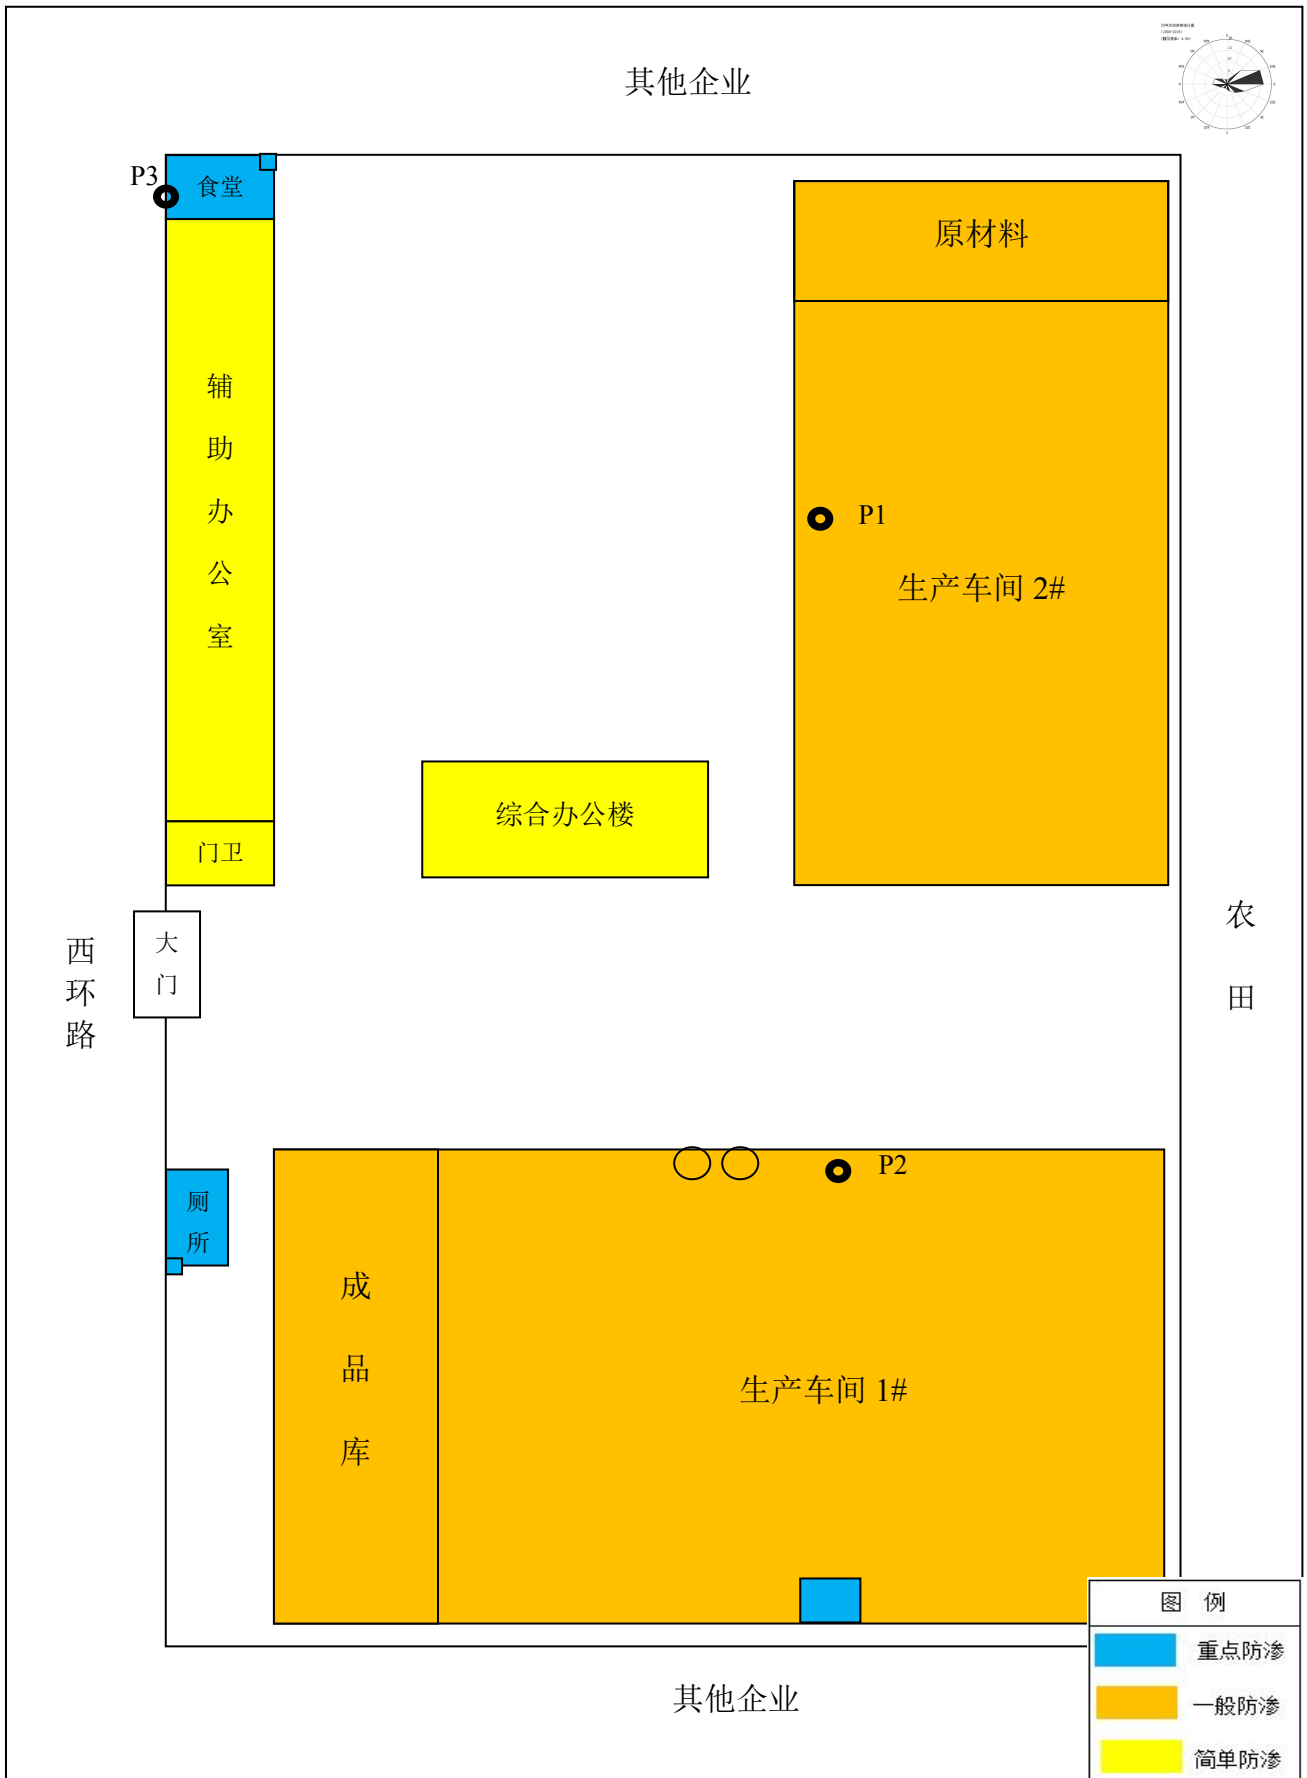 其他企业
P3
食堂
原材料
辅
助
办
公
室
P1
生产车间 2#
综合办公楼
门卫
农
田
大
门
西
环
路
P2
厕
所
成
品
库
生产车间 1#
图 例
重点防渗
一般防渗
简单防渗
其他企业